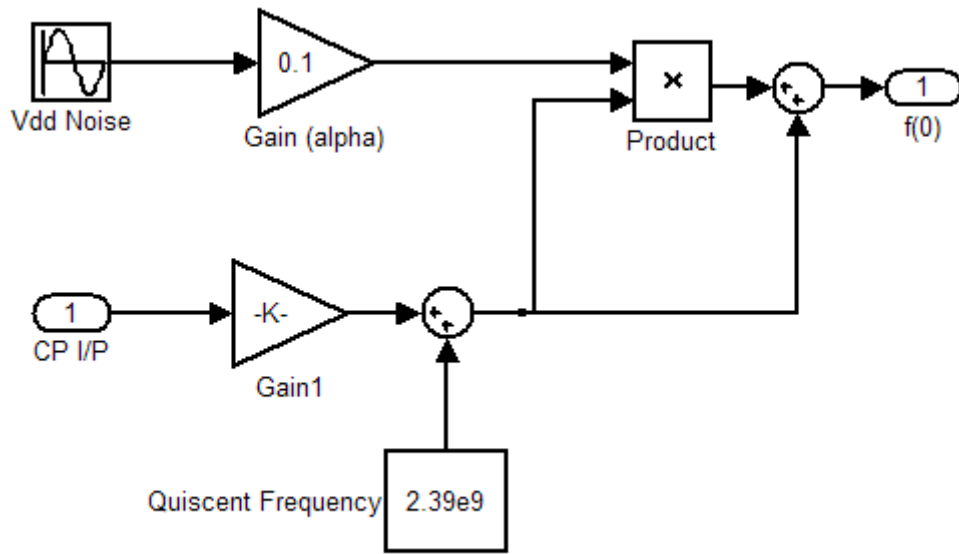 Vdd Noise
0.1
Gain (alpha)
×
Product
1
f(0)
1
CP I/P
-K-
Gain1
Quiscent Frequency
2.39e9